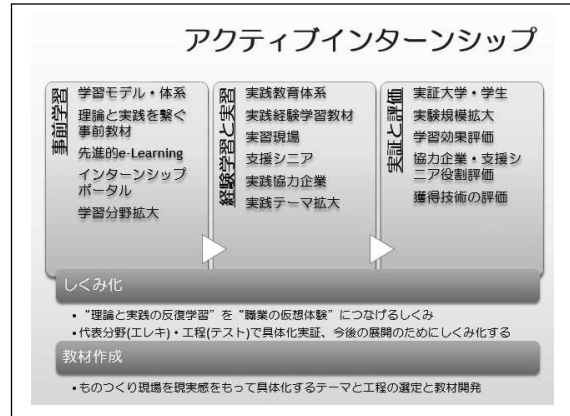 アクティブインターンシップ
事前学習
学習モデル・体系
理論と実践を繋ぐ
事前教材
先進的e-Learning
インターンシップ
ポータル
学習分野拡大
経験学習と実習
実践教育体系
実践経験学習教材
実習現場
支援シニア
実践協力企業
実践テーマ拡大
実証と評価
実証大学・学生
実験規模拡大
学習効果評価
協力企業・支援シ
ニア役割評価
獲得技術の評価
しくみ化
• “理論と実践の反復学習” を “職業の仮想体験” につなげるしくみ
• 代表分野(エレキ)・工程(テスト)で具体化実証、今後の展開のためにしくみ化する
教材作成
• ものつくり現場を現実感をもって具体化するテーマと工程の選定と教材開発